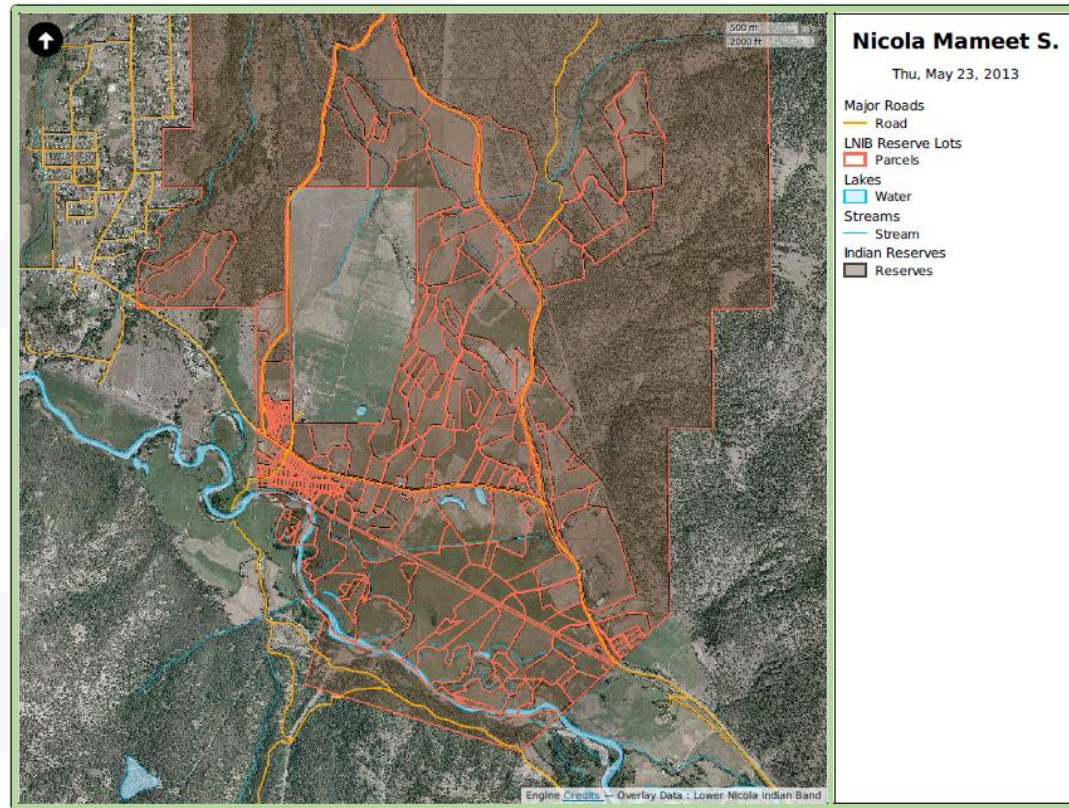 500 m
2000 ft
Nicola Mameet S.
Thu, May 23, 2013
Major Roads
Road
LNIB Reserve Lots
Parcels
Lakes
Water
Streams
Stream
Indian Reserves
Reserves
Engine Credits — Overlay Data : Lower Nicola Indian Band